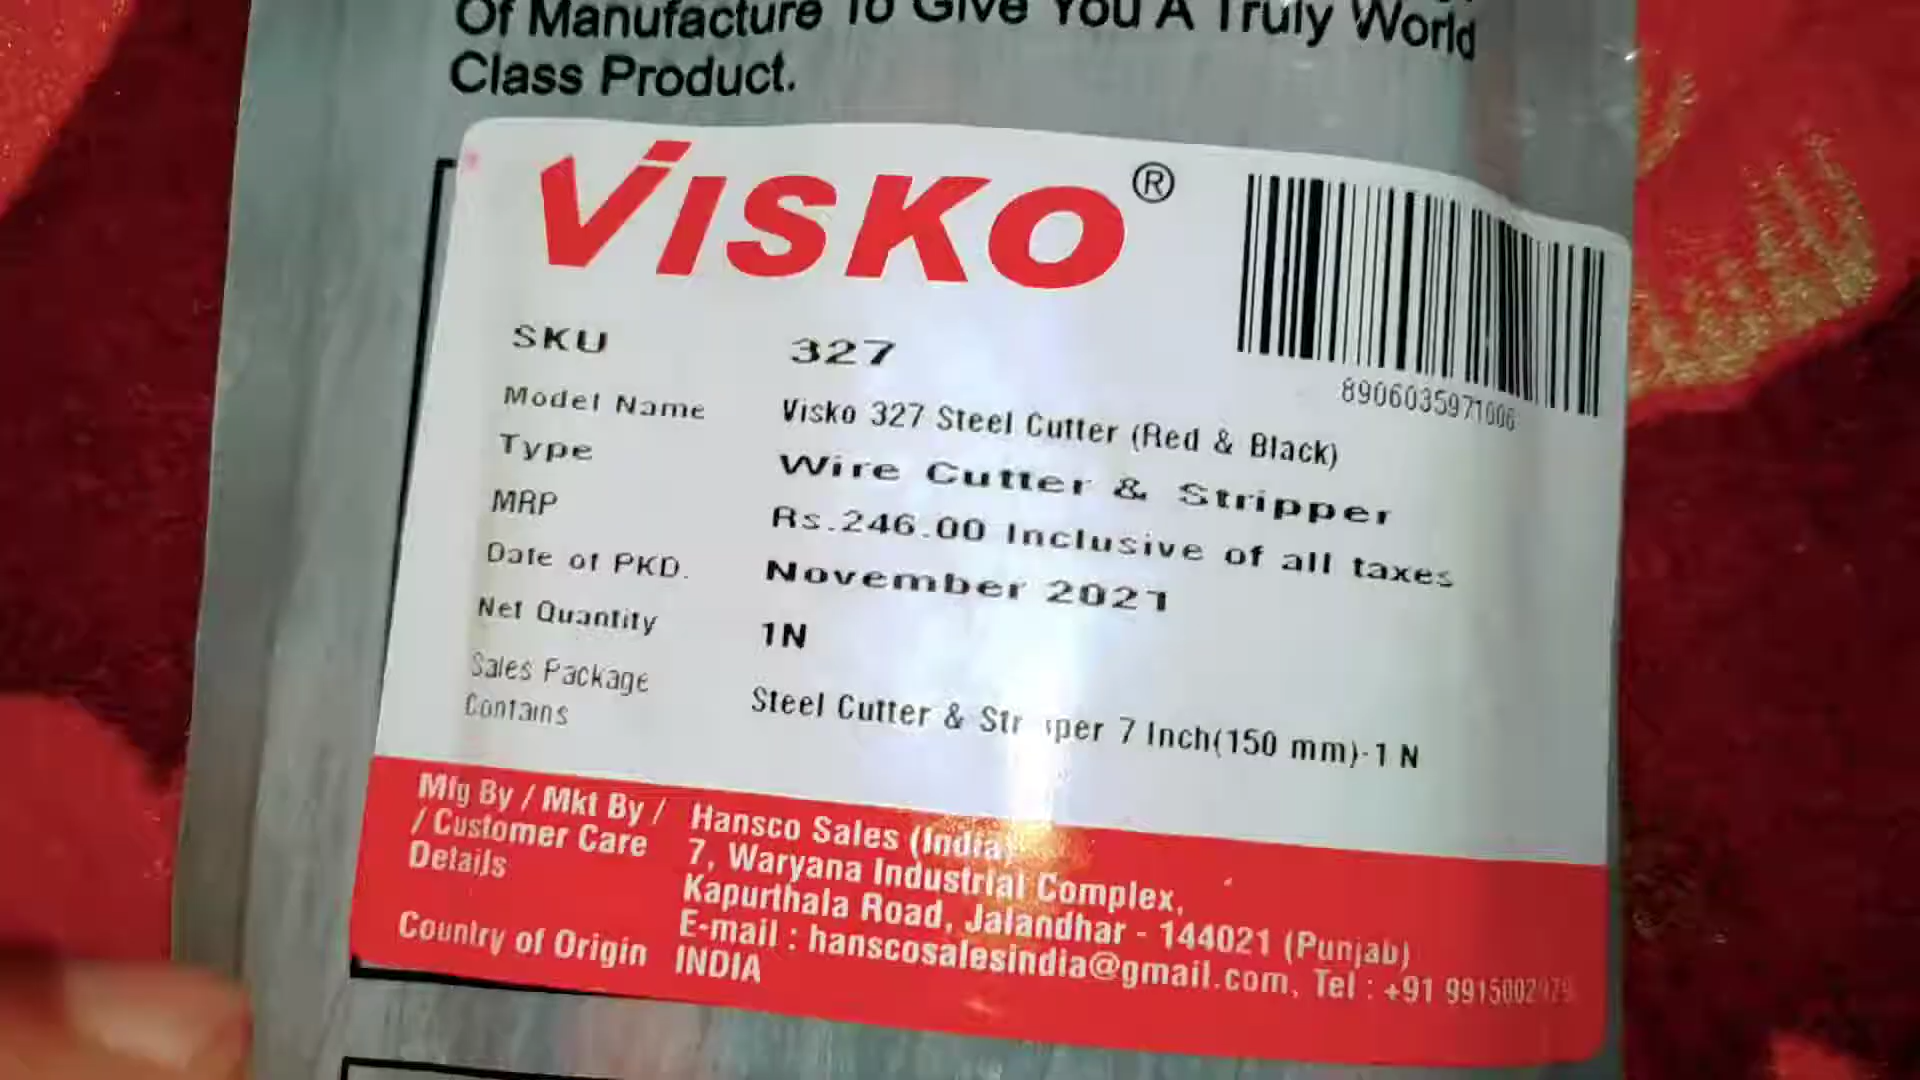 Of Manufacture To Give You A Truly World
Class Product.
VISKO®
8906035971006
SKU 327
Model Name Visko 327 Steel Cutter (Red & Black)
Type Wire Cutter & Stripper
MRP Rs.246.00 Inclusive of all taxes
Date of PKD. November 2021
Net Quantity 1N
Sales Package
Contains Steel Cutter & Str iper 7 Inch(150 mm)-1 N
Mfg By / Mkt By /
/ Customer Care
Details
Hansco Sales (India)
7, Waryana Industrial Complex,
Kapurthala Road, Jalandhar - 144021 (Punjab)
E-mail : hanscosalesindia@gmail.com, Tel : +91
Country of Origin INDIA